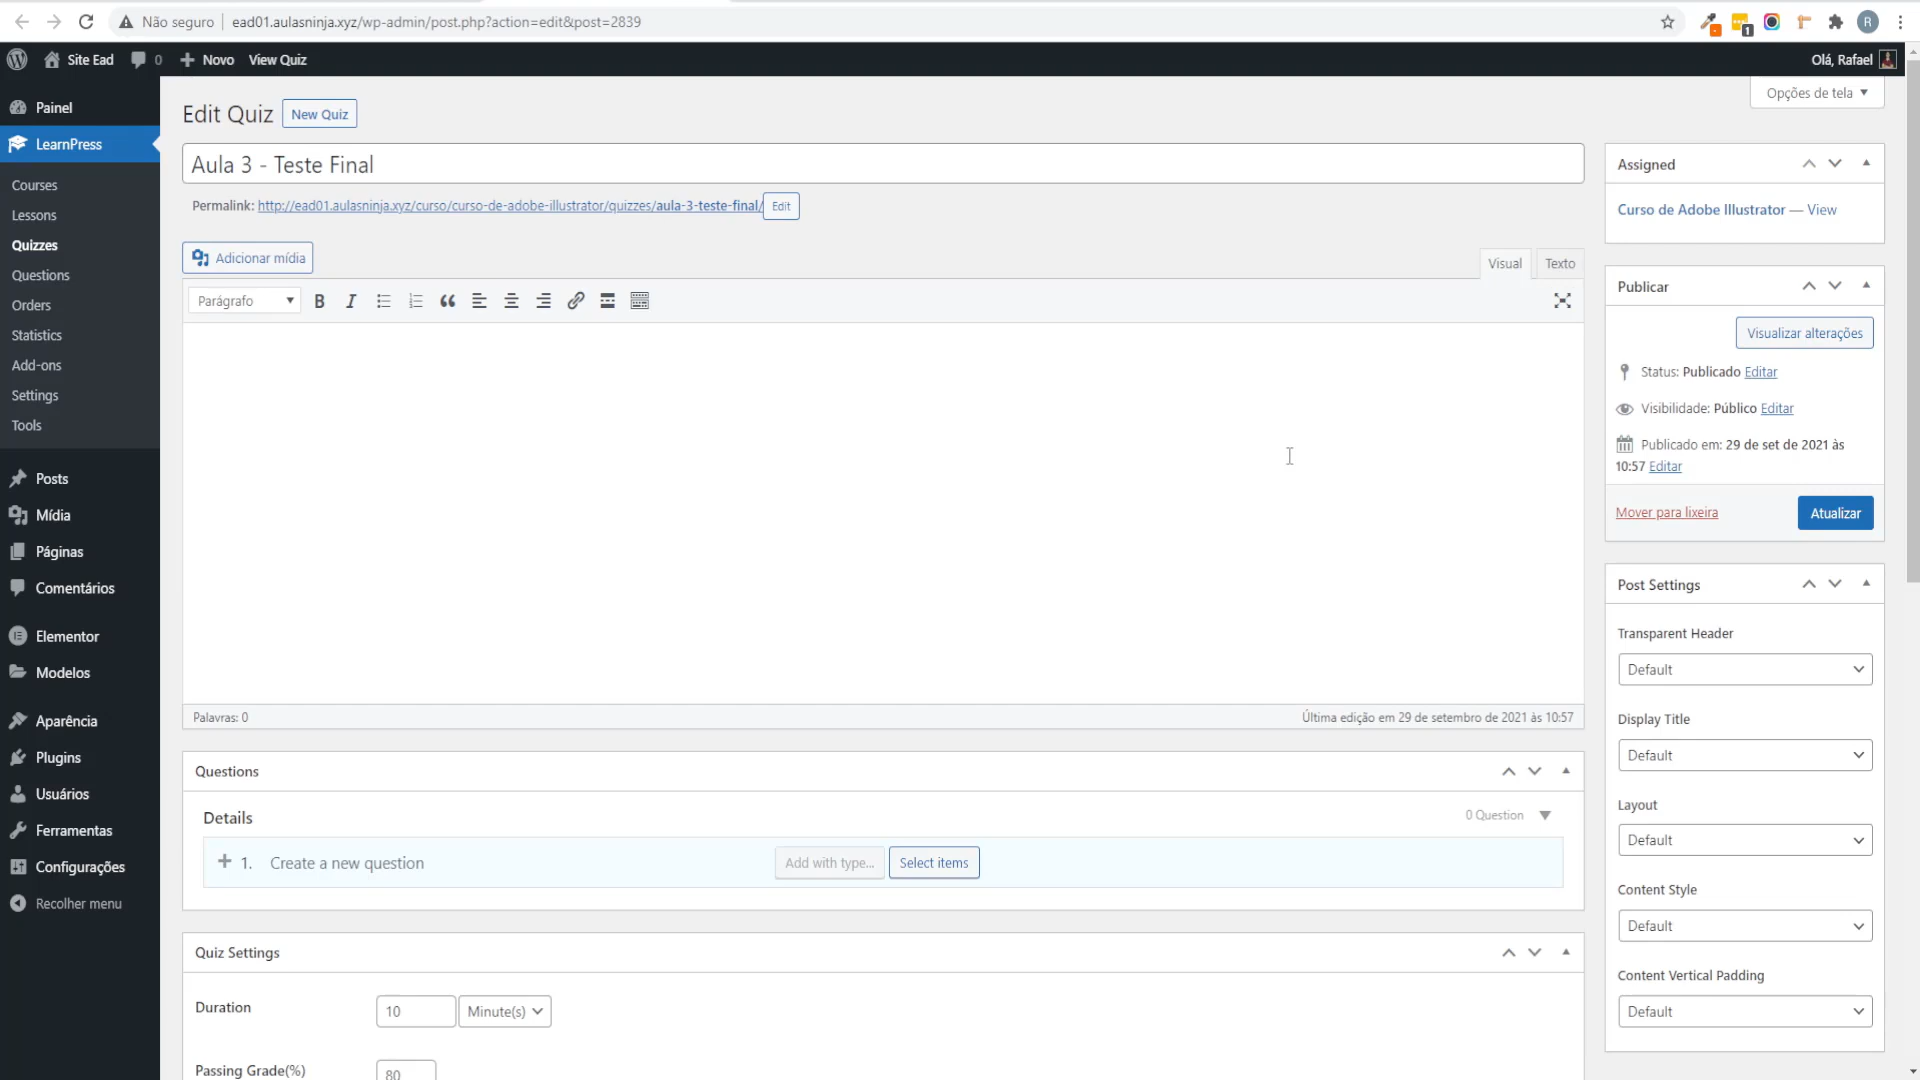 Não seguro
ead01.aulasninja.xyz/wp-admin/post.php?action=edit&post=2839
1
R
Site Ead
0
Novo
View Quiz
Olá, Rafael
Painel
LearnPress
Courses
Lessons
Quizzes
Questions
Orders
Statistics
Add-ons
Settings
Tools
Posts
Mídia
Páginas
Comentários
Elementor
Modelos
Aparência
Plugins
Usuários
Ferramentas
Configurações
Recolher menu
Opções de tela
Edit Quiz
New Quiz
Aula 3 - Teste Final
Permalink: http://ead01.aulasninja.xyz/curso/curso-de-adobe-illustrator/quizzes/aula-3-teste-final/ Edit
Adicionar mídia
Visual
Texto
Parágrafo
B I
Palavras: 0
Última edição em 29 de setembro de 2021 às 10:57
Questions
Details
0 Question
1. Create a new question
Add with type...
Select items
Quiz Settings
Duration
10
Minute(s)
Passing Grade(%)
80
Assigned
Curso de Adobe Illustrator — View
Publicar
Visualizar alterações
Status: Publicado Editar
Visibilidade: Público Editar
Publicado em: 29 de set de 2021 às
10:57 Editar
Mover para lixeira
Atualizar
Post Settings
Transparent Header
Default
Display Title
Default
Layout
Default
Content Style
Default
Content Vertical Padding
Default